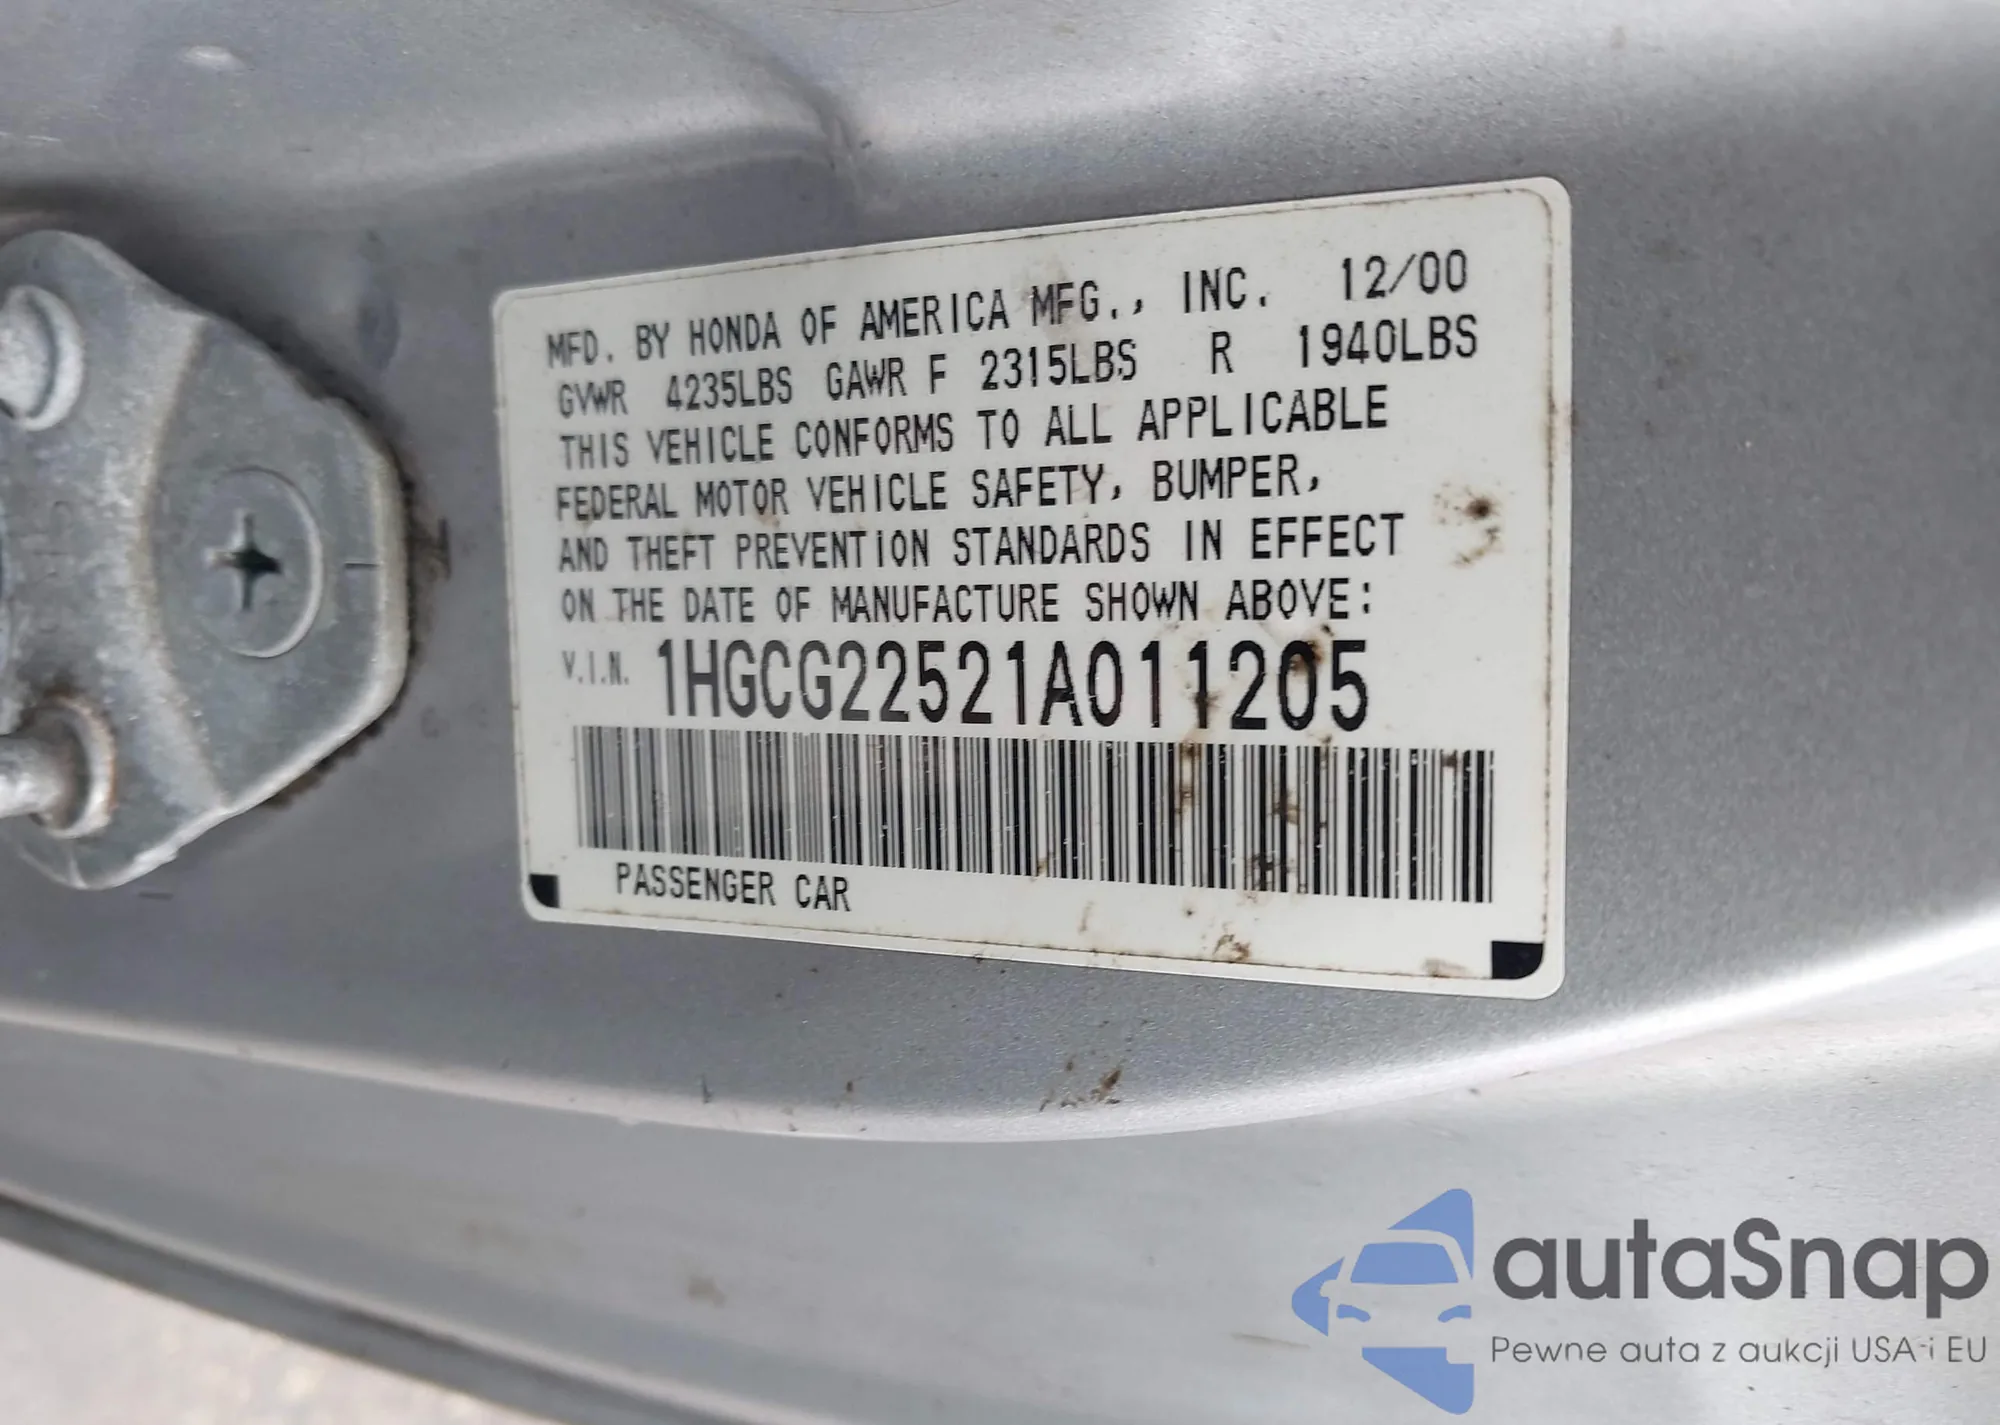 MFD. BY HONDA OF AMERICA MFG., INC. 12/00
GVWR 4235LBS GAWR F 2315LBS R 1940LBS
THIS VEHICLE CONFORMS TO ALL APPLICABLE
FEDERAL MOTOR VEHICLE SAFETY, BUMPER,
AND THEFT PREVENTION STANDARDS IN EFFECT
ON THE DATE OF MANUFACTURE SHOWN ABOVE:
V.I.N. 1HGCG22521A011205
PASSENGER CAR
autaSnap
Pewne auta z aukcji USA i EU